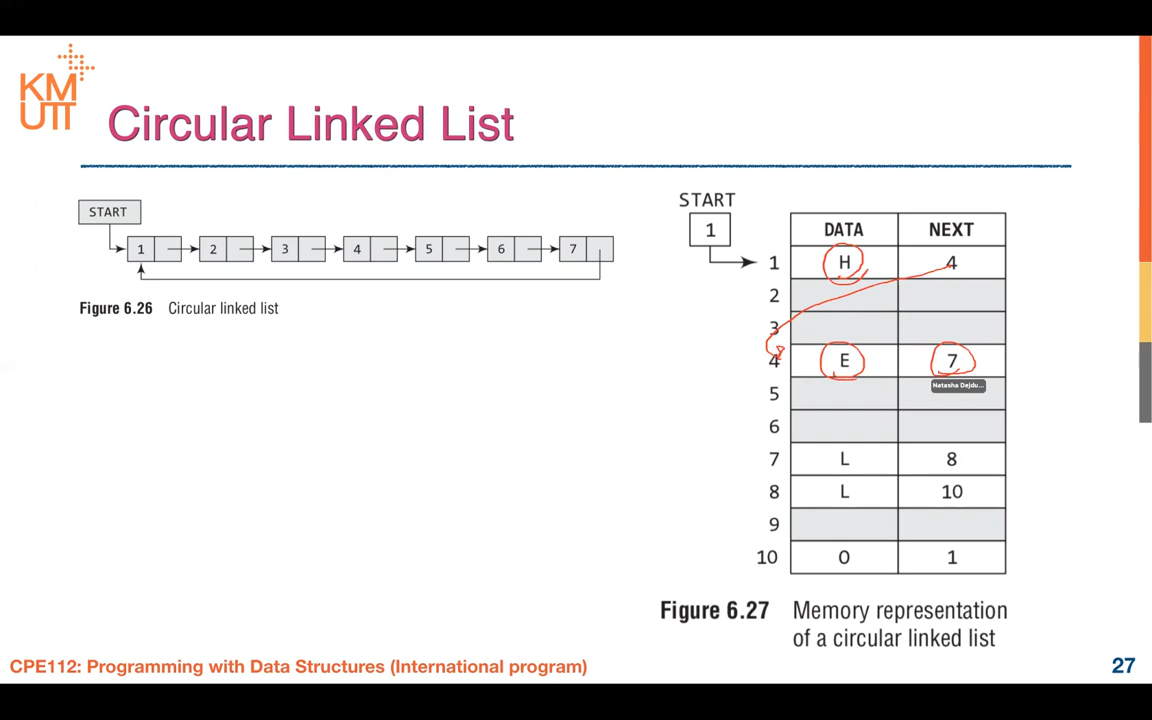 KM
UTT
Circular Linked List
START
1 2 3 4 5 6 7
Figure 6.26 Circular linked list
START
1
DATA NEXT
1 H 4
2
3
4 E 7
Natasha Dejdu...
5
6
7 L 8
8 L 10
9
10 O 1
Figure 6.27 Memory representation
of a circular linked list
CPE112: Programming with Data Structures (International program)
27